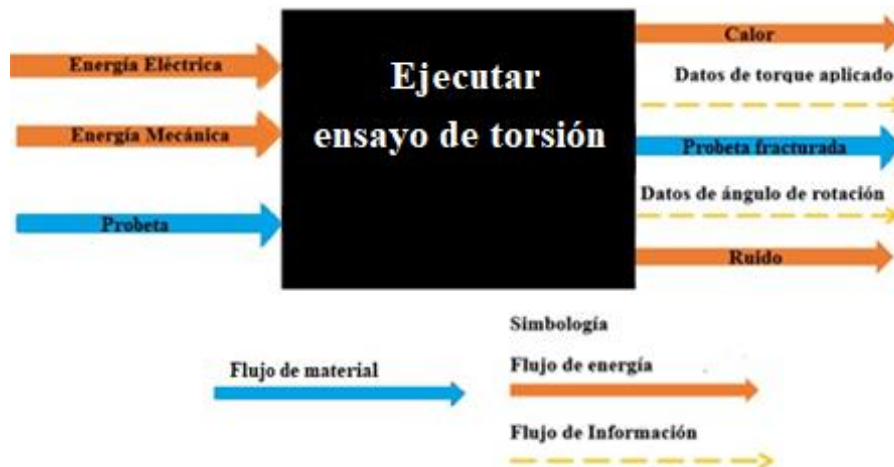 Energía Eléctrica
Energía Mecánica
Probeta
Ejecutar
ensayo de torsión
Calor
Datos de torque aplicado
Probeta fracturada
Datos de ángulo de rotación
Ruido
Simbología
Flujo de material
Flujo de energía
Flujo de Información